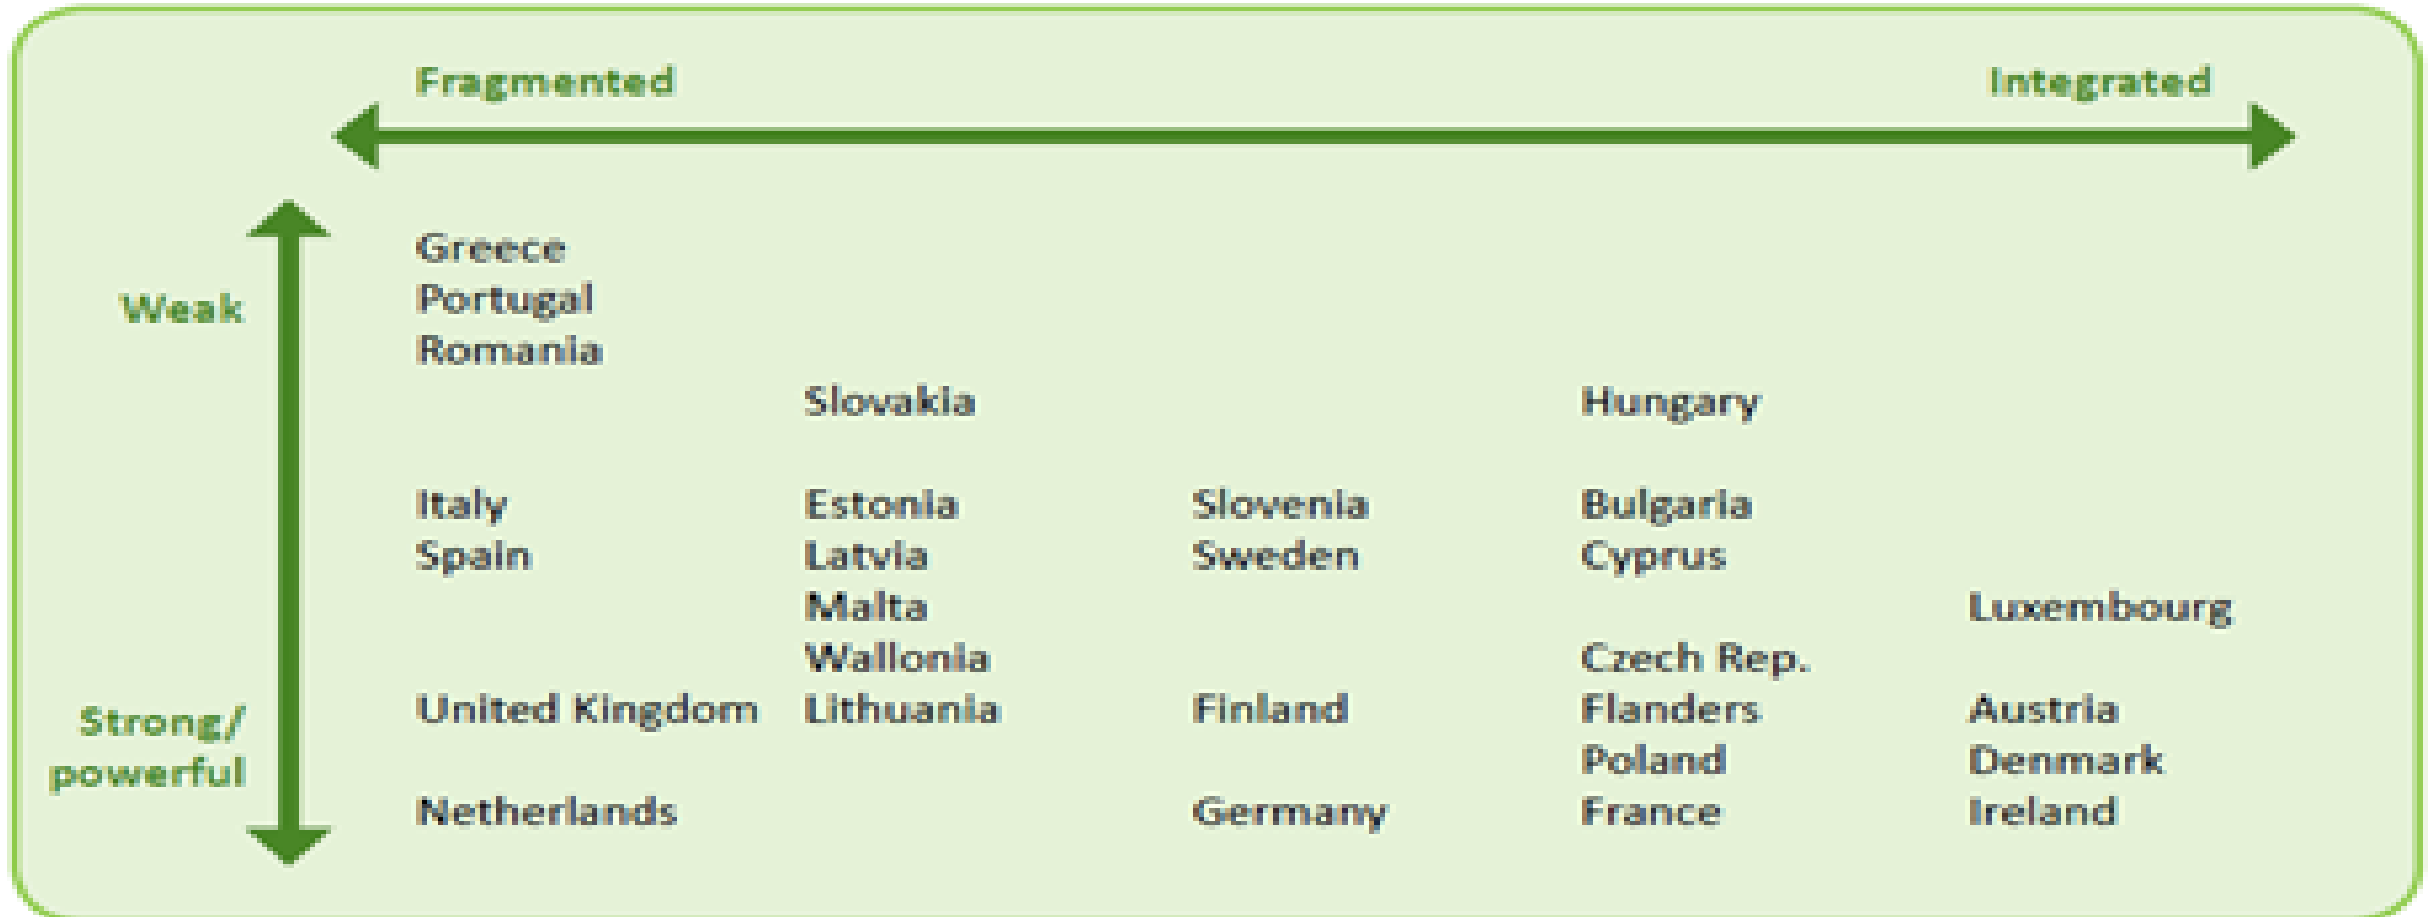 Fragmented Integrated
Greece
Weak Portugal
Romania
Slovakia Hungary
Italy Estonia Slovenia Bulgaria
Spain Latvia Sweden Cyprus
Malta Luxembourg
Wallonia Czech Rep.
Strong/ United Kingdom Lithuania Finland Flanders Austria
powerful Poland Denmark
Netherlands Germany France Ireland